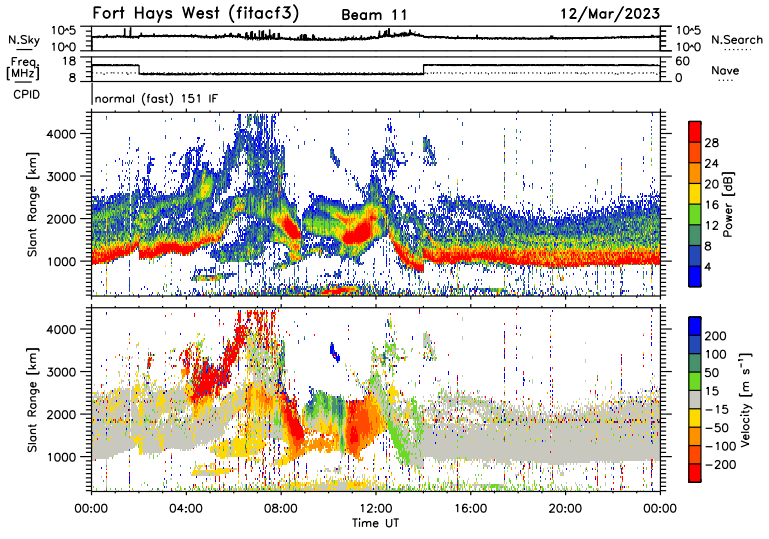 Fort Hays West (fitacf3) Beam 11 12/Mar/2023
N.Sky 10^5 10^0 10^5 10^0 N.Search
Freq. [MHz] 18 8 60 0 Nave
CPID normal (fast) 151 IF
Slant Range [km]
4000
3000
2000
1000
Power [dB]
28
24
20
16
12
8
4
Slant Range [km]
4000
3000
2000
1000
Velocity [m s⁻¹]
200
100
50
15
−15
−50
−100
−200
00:00 04:00 08:00 12:00 16:00 20:00 00:00
Time UT